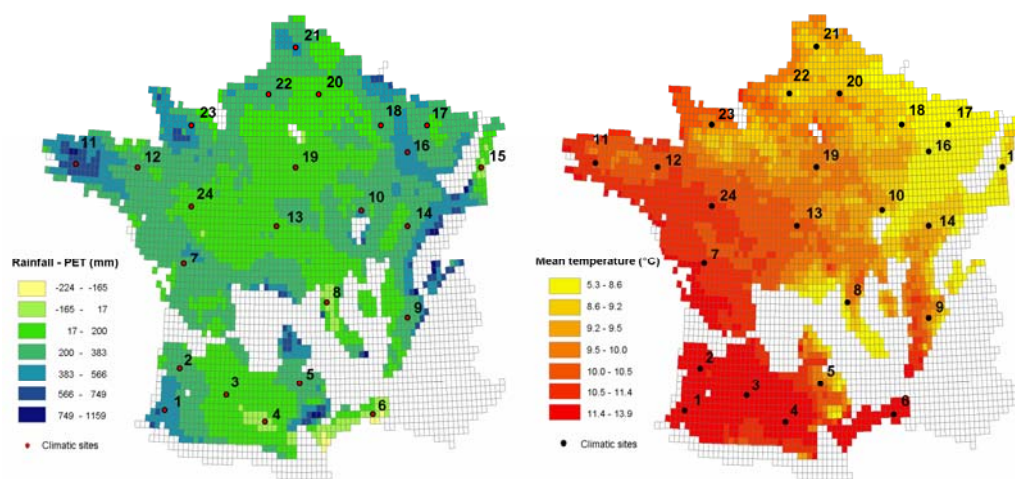 21
22
20
23
18
17
11
12
16
15
19
24
10
13
14
7
Rainfall - PET (mm)
-224 - -165
-165 - 17
17 - 200
200 - 383
383 - 566
566 - 749
749 - 1159
Climatic sites
8
9
2
3
5
1
4
6
21
22
20
23
18
17
11
12
16
1
19
24
10
13
14
7
Mean temperature (°C)
5.3 - 8.6
8.6 - 9.2
9.2 - 9.5
9.5 - 10.0
10.0 - 10.5
10.5 - 11.4
11.4 - 13.9
Climatic sites
8
9
2
3
5
1
4
6